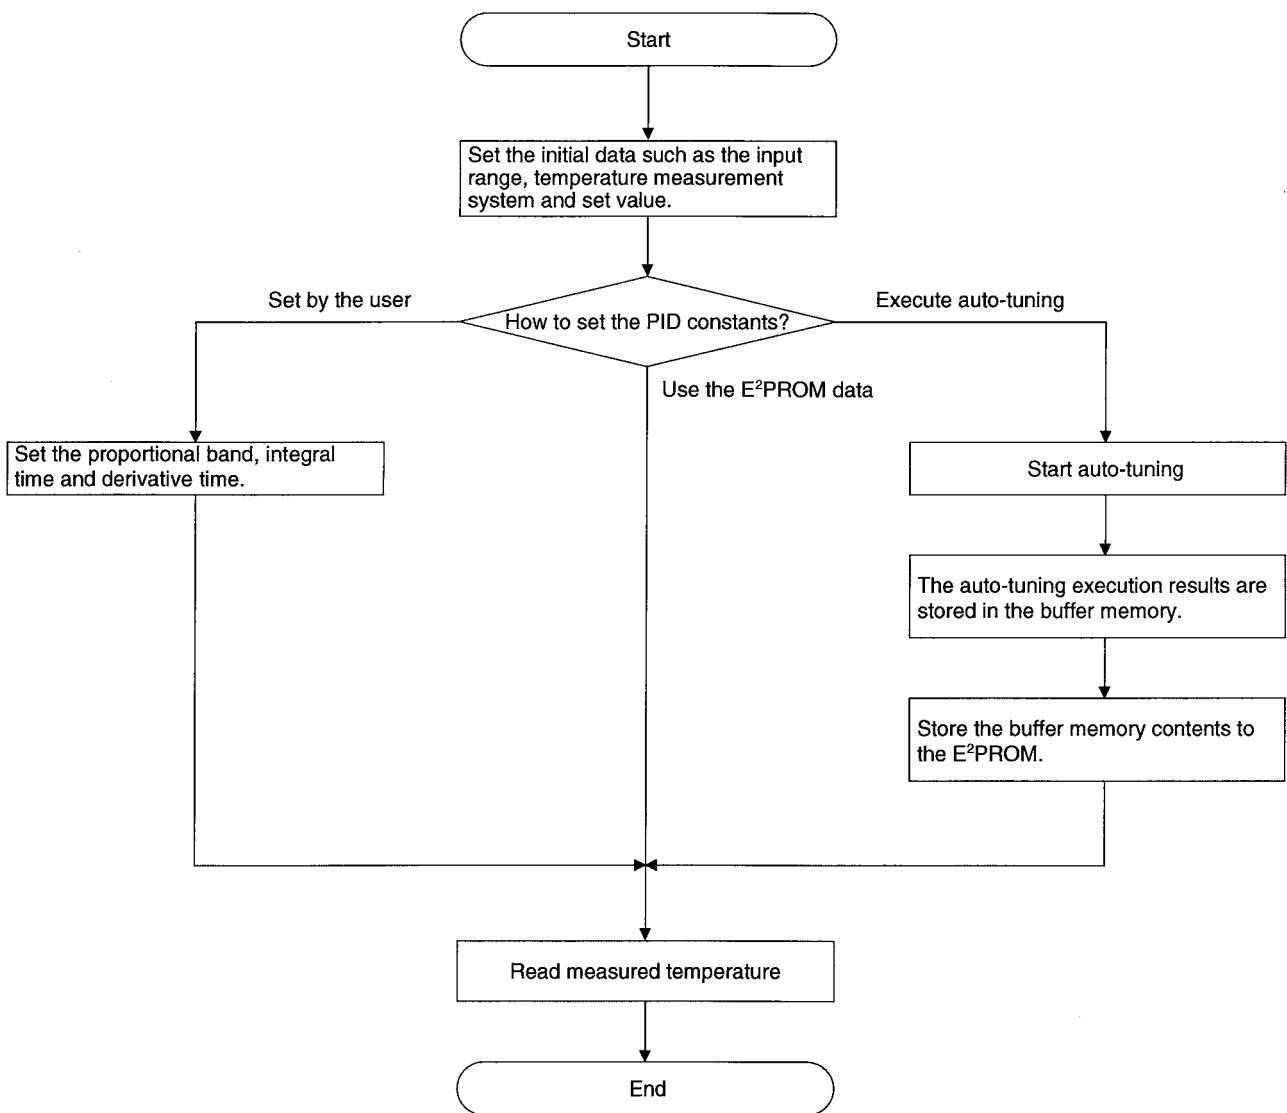 Start
Set the initial data such as the input
range, temperature measurement
system and set value.
Set by the user
Execute auto-tuning
How to set the PID constants?
Use the E²PROM data
Set the proportional band, integral
time and derivative time.
Start auto-tuning
The auto-tuning execution results are
stored in the buffer memory.
Store the buffer memory contents to
the E²PROM.
Read measured temperature
End